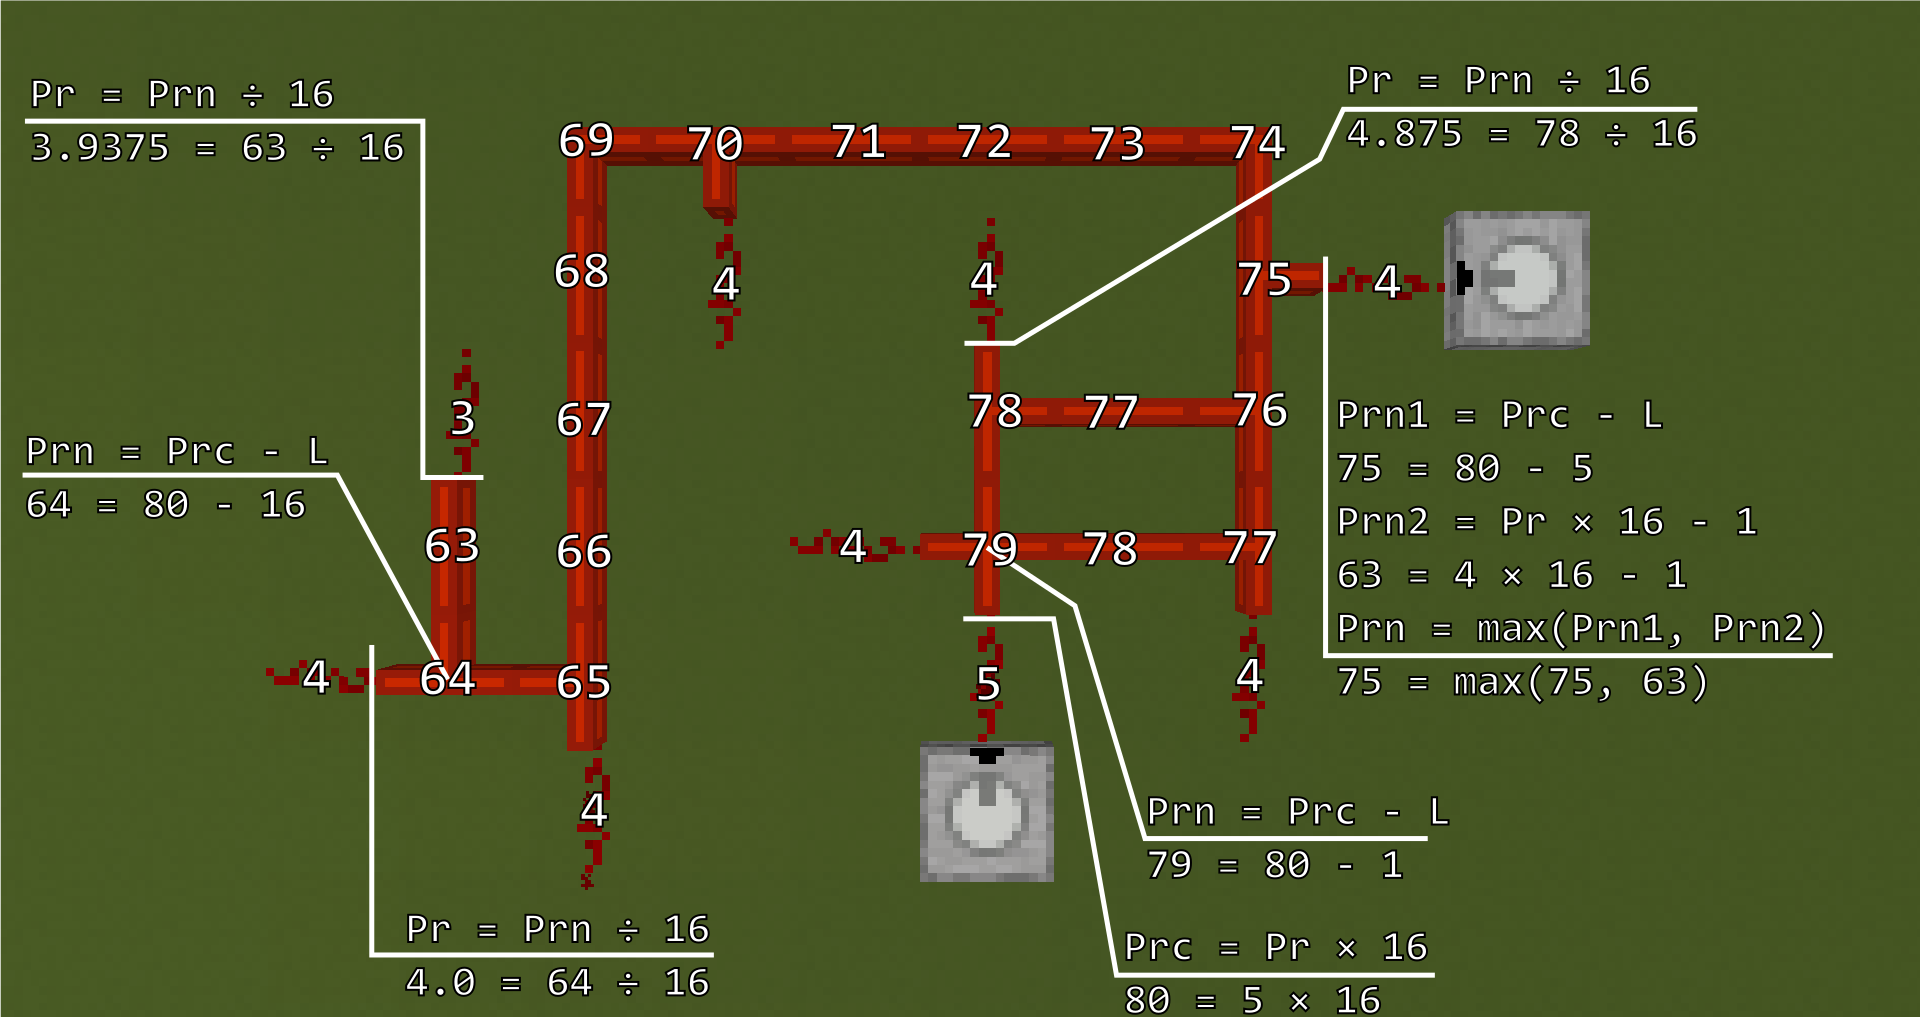 Pr = Prn ÷ 16
3.9375 = 63 ÷ 16
Pr = Prn ÷ 16
4.875 = 78 ÷ 16
69 70 71 72 73 74
68
4
4
75
4
67
3
78 77 76
Prn = Prc - L
64 = 80 - 16
Prn1 = Prc - L
75 = 80 - 5
Prn2 = Pr × 16 - 1
63 = 4 × 16 - 1
Prn = max(Prn1, Prn2)
75 = max(75, 63)
63
66
4
79 78 77
4
64
65
5
4
4
Prn = Prc - L
79 = 80 - 1
Pr = Prn ÷ 16
4.0 = 64 ÷ 16
Prc = Pr × 16
80 = 5 × 16